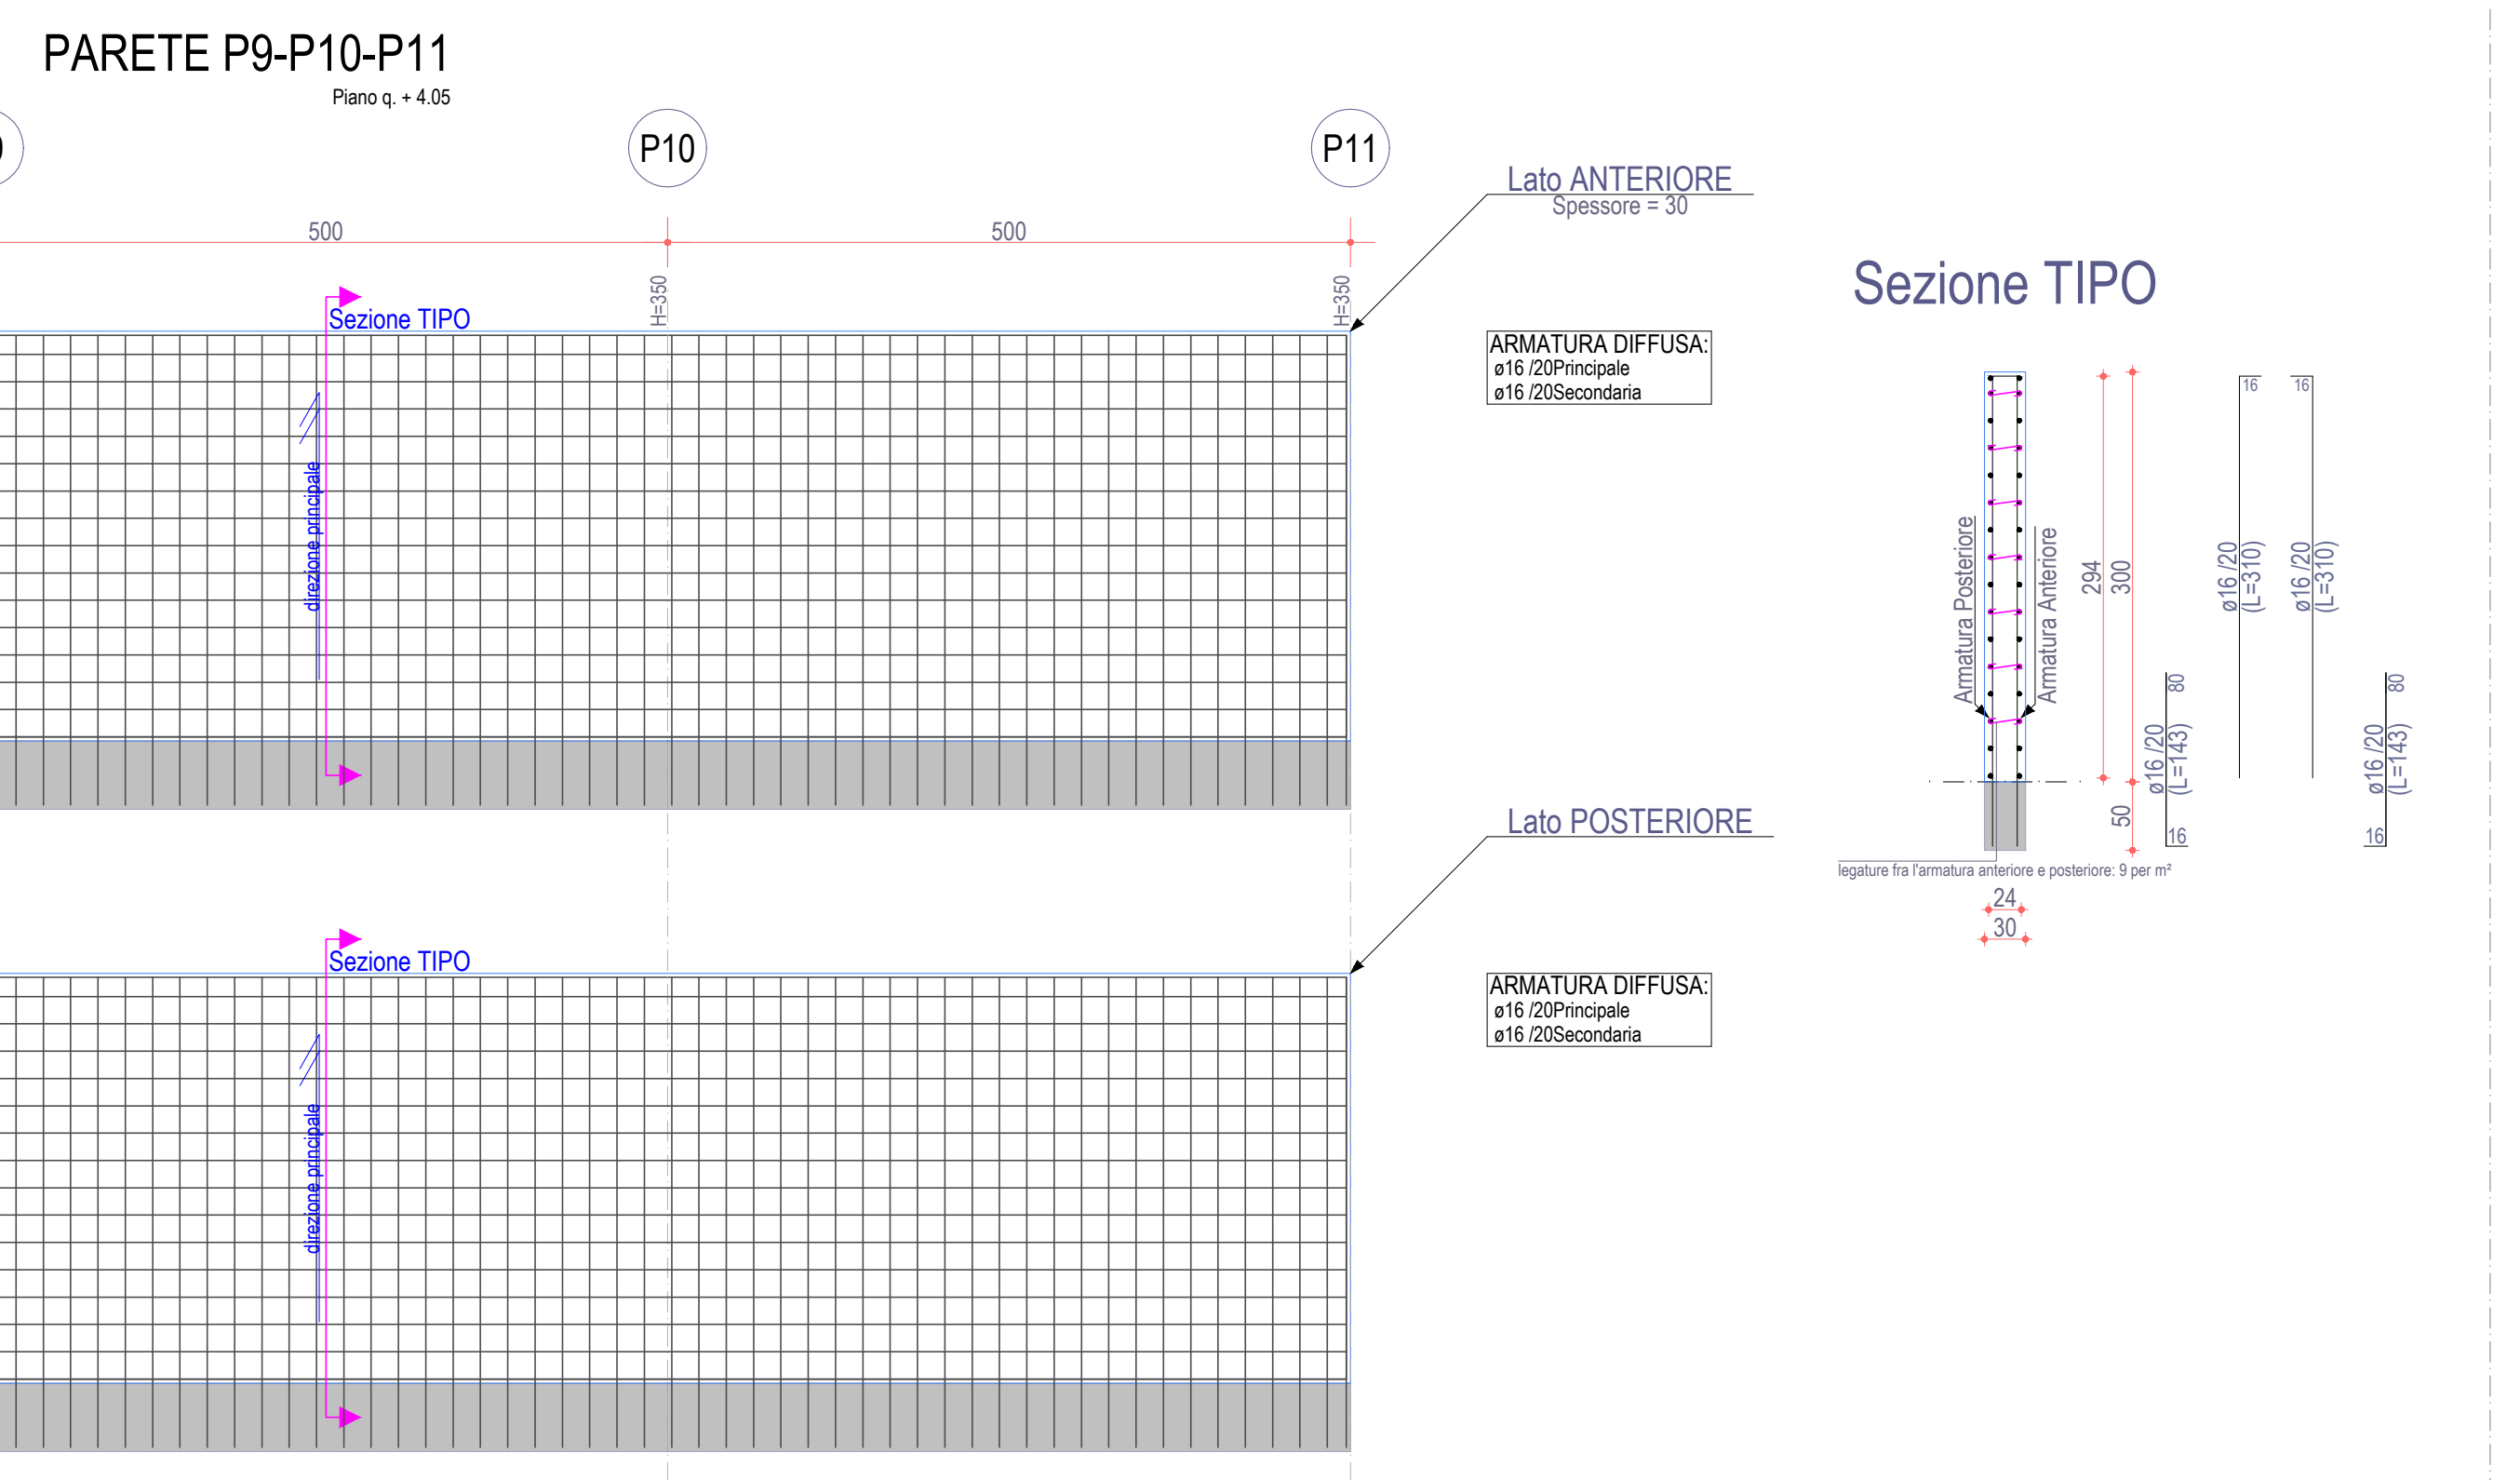 PARETE P9-P10-P11
Piano q. + 4.05
P10
P11
500
500
H=350
H=350
Lato ANTERIORE
Spessore = 30
Sezione TIPO
direzione principale
ARMATURA DIFFUSA:
ø16 /20Principale
ø16 /20Secondaria
Lato POSTERIORE
Sezione TIPO
direzione principale
ARMATURA DIFFUSA:
ø16 /20Principale
ø16 /20Secondaria
Sezione TIPO
Armatura Posteriore
Armatura Anteriore
294
300
50
16
16
ø16 /20
(L=310)
ø16 /20
(L=310)
80
ø16 /20
(L=143)
16
80
ø16 /20
(L=143)
16
legature fra l'armatura anteriore e posteriore: 9 per m²
24
30